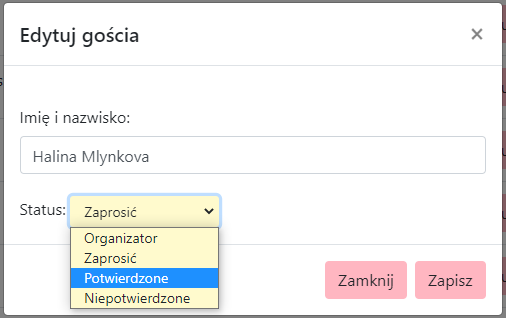 Edytuj gościa
×
Imię i nazwisko:
Halina Mlynkova
Status: Zaprosić
Organizator
Zaprosić
Potwierdzone
Niepotwierdzone
Zamknij Zapisz